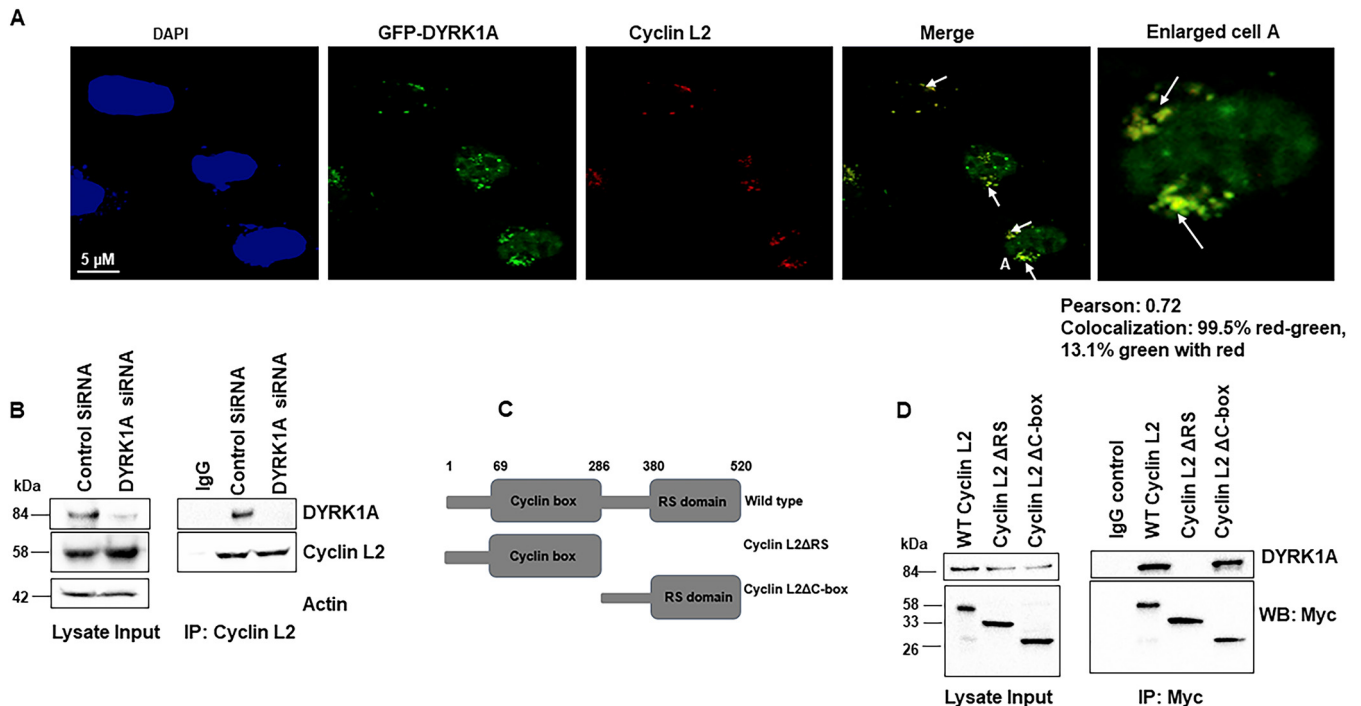 A
DAPI
GFP-DYRK1A
Cyclin L2
Merge
Enlarged cell A
5 µM
A
Pearson: 0.72
Colocalization: 99.5% red-green,
13.1% green with red
B
Control SiRNA
DYRK1A siRNA
IgG
Control SiRNA
DYRK1A siRNA
kDa
84
DYRK1A
58
Cyclin L2
42
Actin
Lysate Input
IP: Cyclin L2
C
1 69 286 380 520
Cyclin box
RS domain
Wild type
Cyclin box
Cyclin L2ΔRS
RS domain
Cyclin L2ΔC-box
D
WT Cyclin L2
Cyclin L2 ΔRS
Cyclin L2 ΔC-box
IgG control
WT Cyclin L2
Cyclin L2 ΔRS
Cyclin L2 ΔC-box
kDa
84
DYRK1A
58
33
26
WB: Myc
Lysate Input
IP: Myc